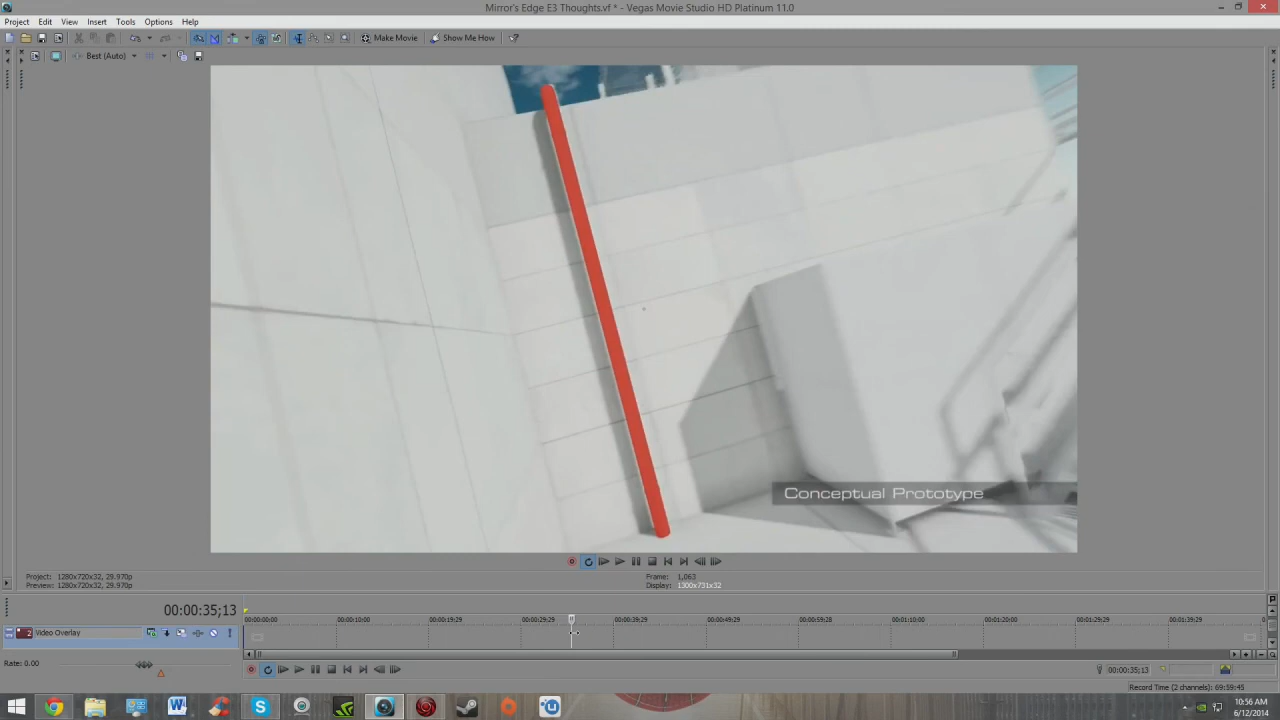 Mirror's Edge E3 Thoughts.vf * - Vegas Movie Studio HD Platinum 11.0
Project Edit View Insert Tools Options Help
Make Movie Show Me How
Best (Auto)
Conceptual Prototype
Project: 1280x720x32, 29.970p
Preview: 1280x720x32, 29.970p
Frame: 1,063
Display: 1300x731x32
00:00:35;13
00:00:00:00 00:00:10:00 00:00:19:29 00:00:29:29 00:00:39:29 00:00:49:29 00:00:59:28 00:01:10:00 00:01:20:00 00:01:29:29 00:01:39:29
2 Video Overlay
Rate: 0.00
00:00:35;13
Record Time (2 channels): 69:59:45
10:56 AM
6/12/2014